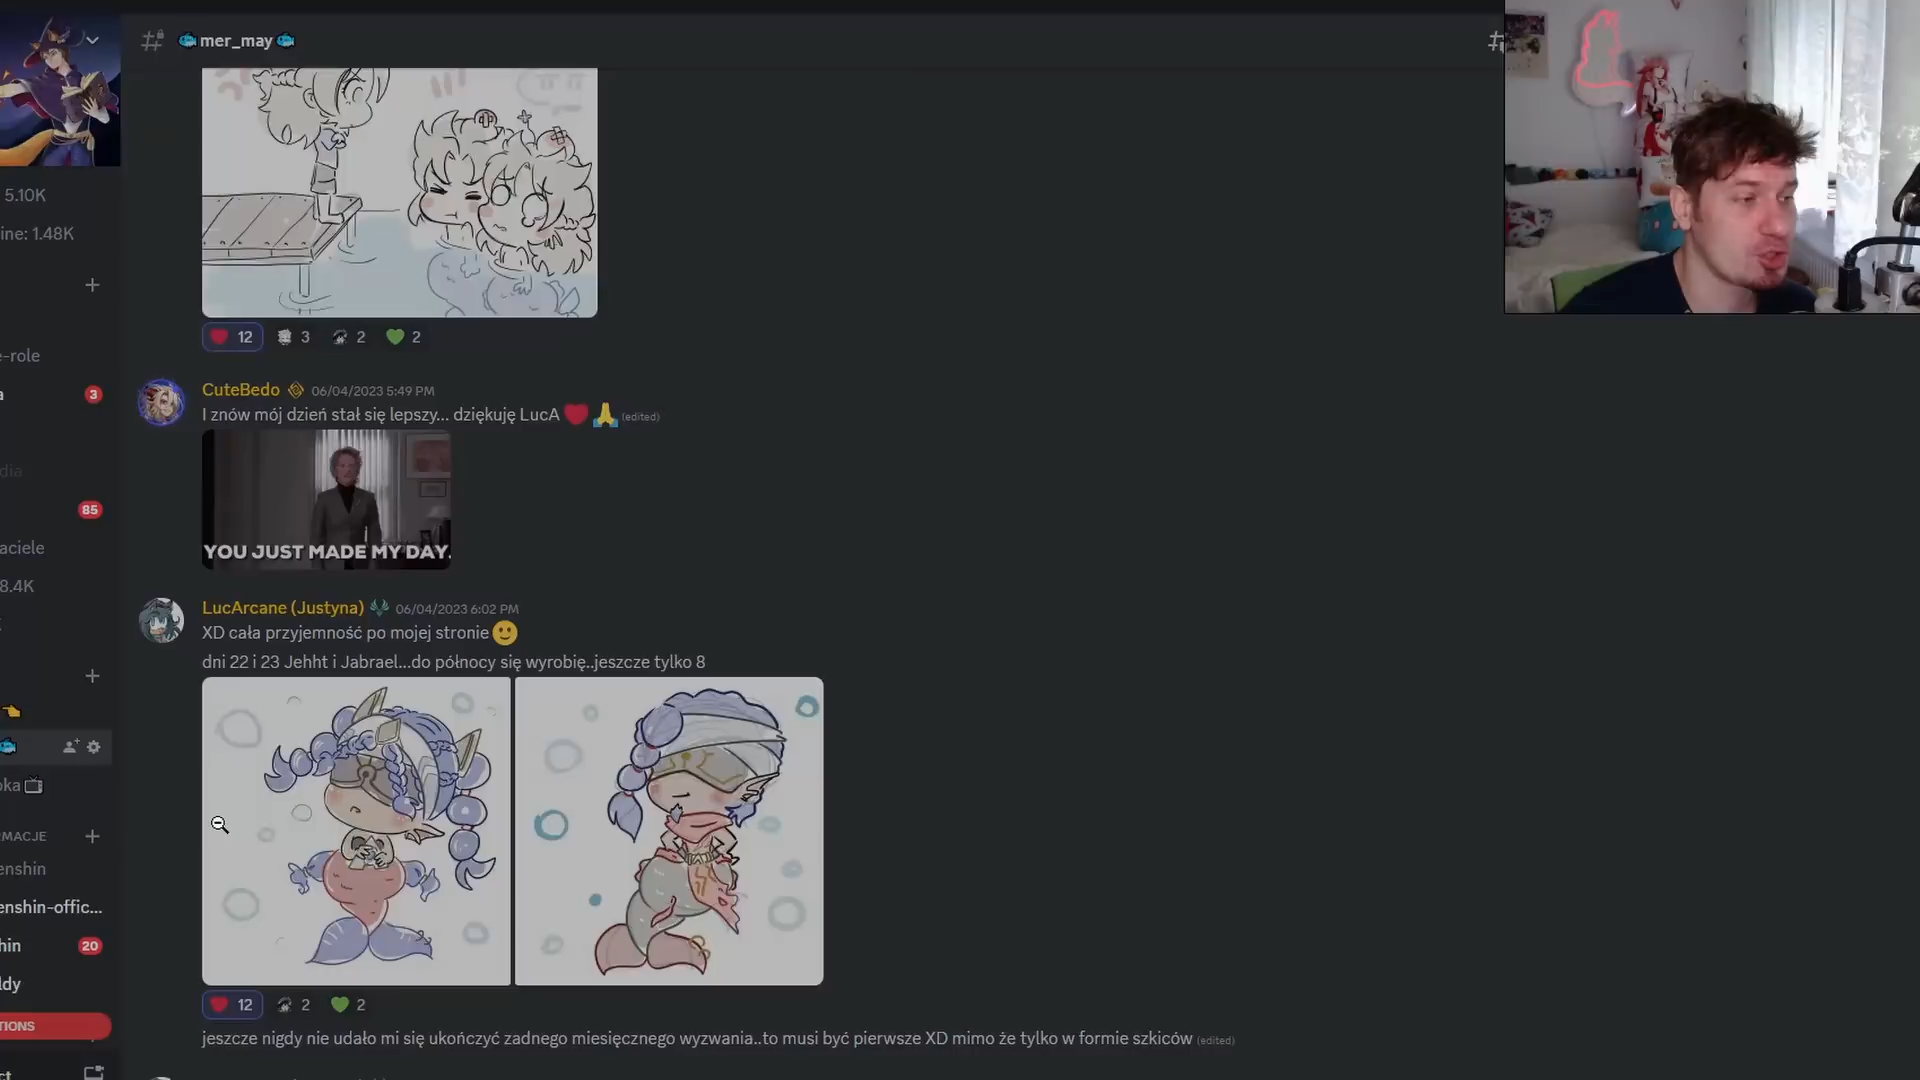 mer_may
5.10K
ine: 1.48K
12 3 2 2
e-role
CuteBedo 06/04/2023 5:49 PM
a 3
I znów mój dzień stał się lepszy... dziękuję LucA (edited)
dia
85
YOU JUST MADE MY DAY.
aciele
8.4K
LucArcane (Justyna) 06/04/2023 6:02 PM
XD cała przyjemność po mojej stronie
dni 22 i 23 Jehht i Jabrael...do północy się wyrobię..jeszcze tylko 8
oka
RMACJE
enshin
enshin-offic...
hin 20
ldy
12 2 2
TIONS
jeszcze nigdy nie udało mi się ukończyć zadnego miesięcznego wyzwania..to musi być pierwsze XD mimo że tylko w formie szkiców (edited)
ct